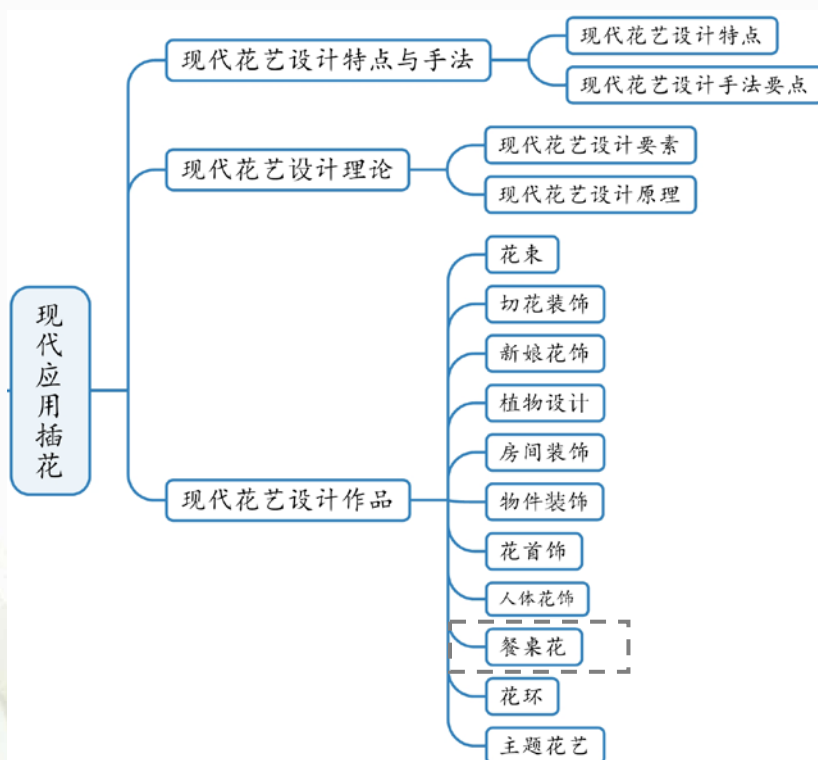 现代应用插花
现代花艺设计特点与手法
现代花艺设计特点
现代花艺设计手法要点
现代花艺设计理论
现代花艺设计要素
现代花艺设计原理
现代花艺设计作品
花束
切花装饰
新娘花饰
植物设计
房间装饰
物件装饰
花首饰
人体花饰
餐桌花
花环
主题花艺